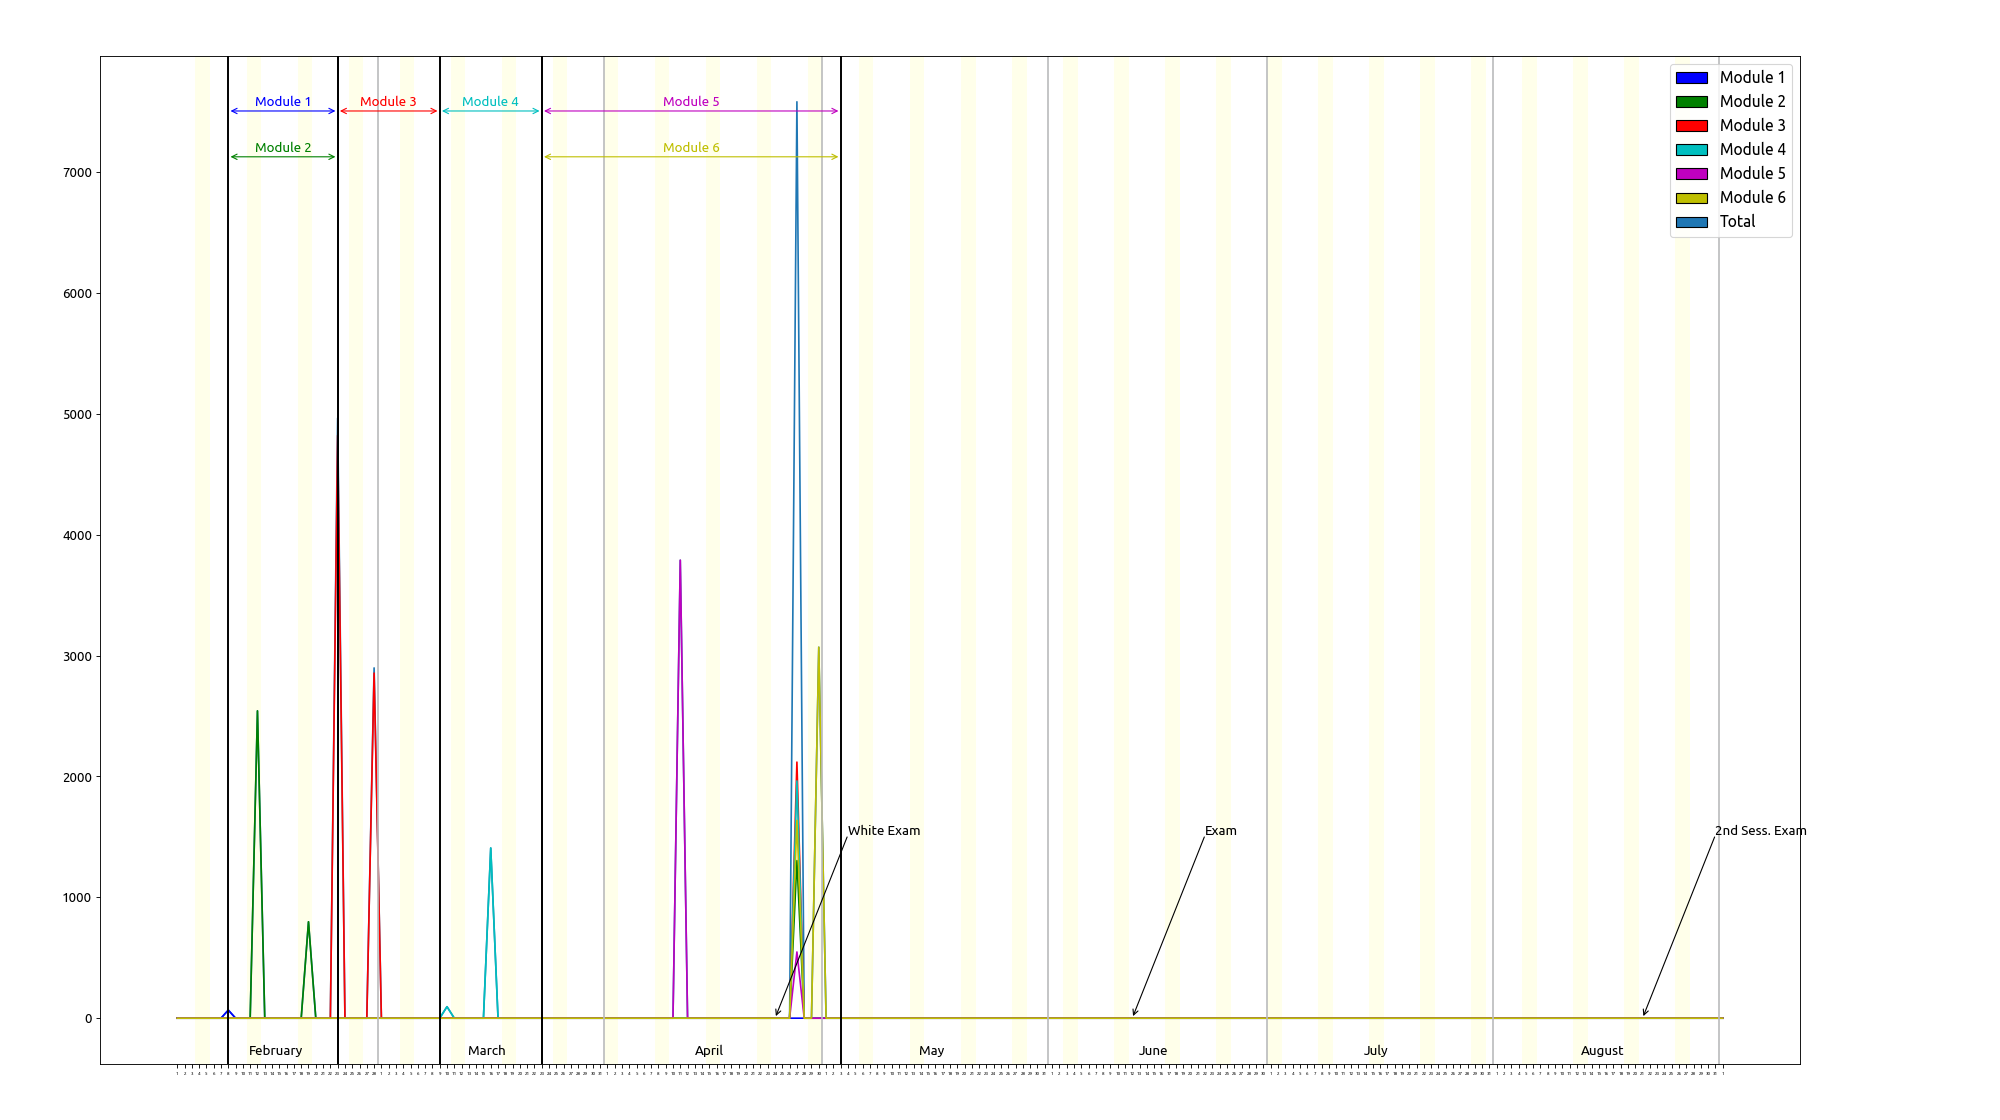 Module 1
Module 3
Module 4
Module 5
Module 2
Module 6
Module 1
Module 2
Module 3
Module 4
Module 5
Module 6
Total
7000
6000
5000
4000
3000
2000
1000
0
White Exam
Exam
2nd Sess. Exam
February
March
April
May
June
July
August